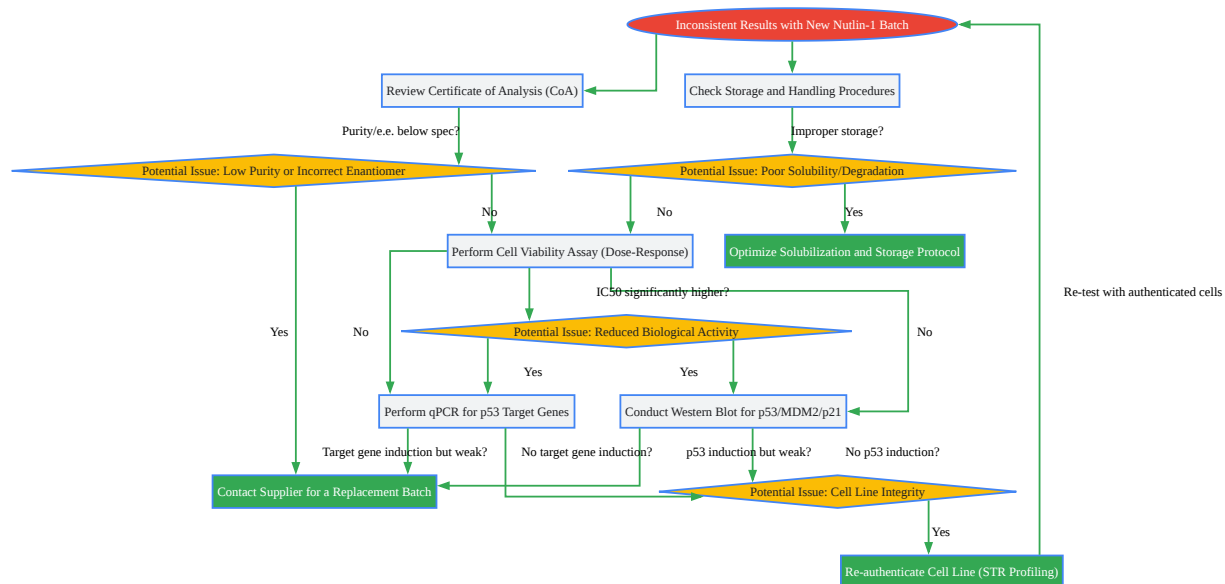 Inconsistent Results with New Nutlin-1 Batch
Review Certificate of Analysis (CoA)
Check Storage and Handling Procedures
Purity/e.e. below spec?
Improper storage?
Potential Issue: Low Purity or Incorrect Enantiomer
Potential Issue: Poor Solubility/Degradation
No
No
Yes
Perform Cell Viability Assay (Dose-Response)
Optimize Solubilization and Storage Protocol
IC50 significantly higher?
Re-test with authenticated cells
Yes
No
Potential Issue: Reduced Biological Activity
No
Yes
Yes
Perform qPCR for p53 Target Genes
Conduct Western Blot for p53/MDM2/p21
Target gene induction but weak?
No target gene induction?
p53 induction but weak?
No p53 induction?
Contact Supplier for a Replacement Batch
Potential Issue: Cell Line Integrity
Yes
Re-authenticate Cell Line (STR Profiling)